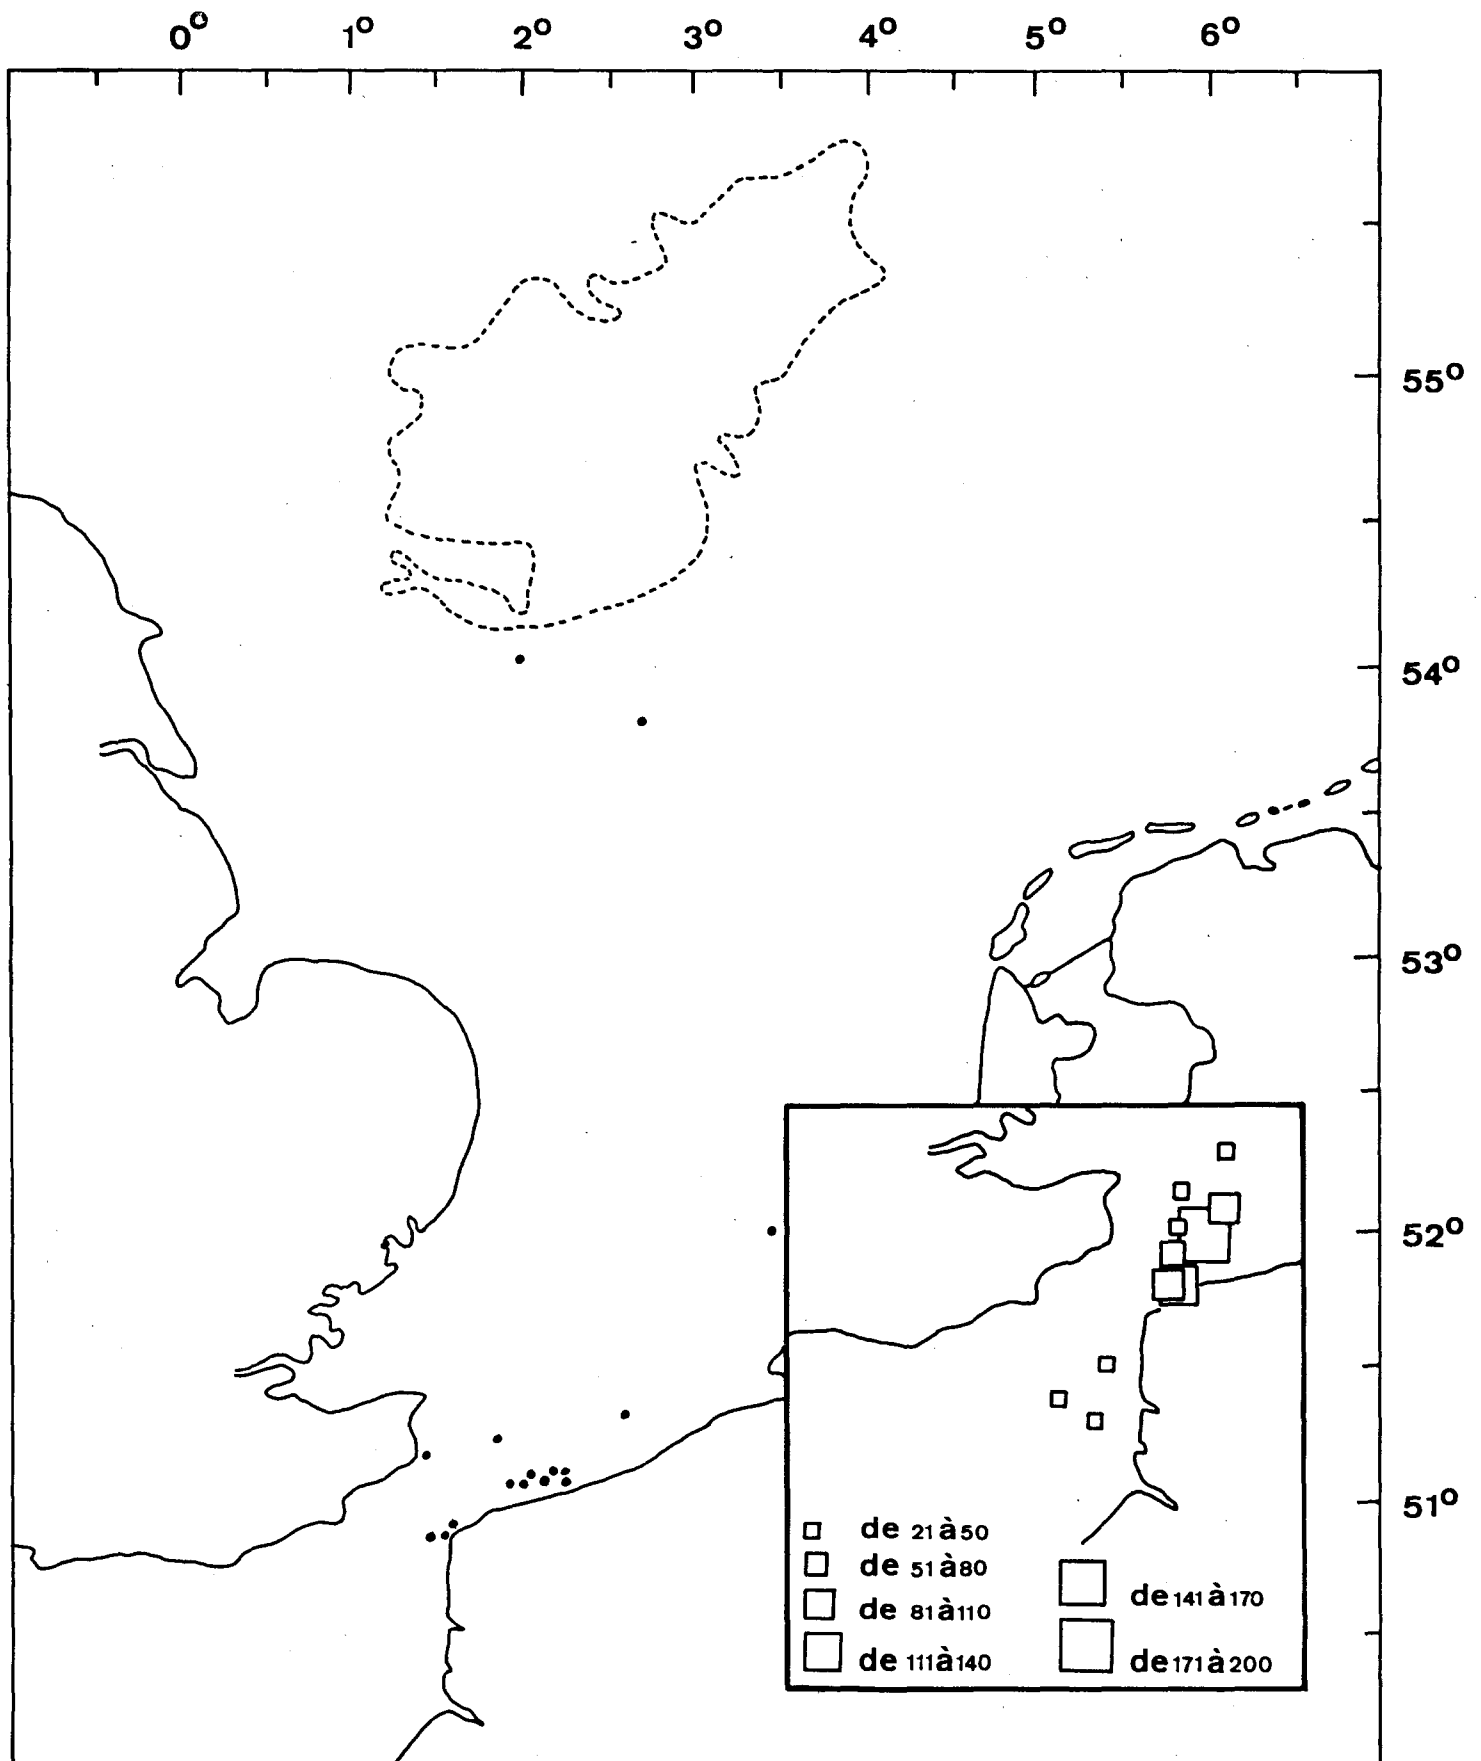 0° 1° 2° 3° 4° 5° 6°
55°
54°
53°
52°
51°
de 21 à 50
de 51 à 80
de 81 à 110
de 111 à 140
de 141 à 170
de 171 à 200